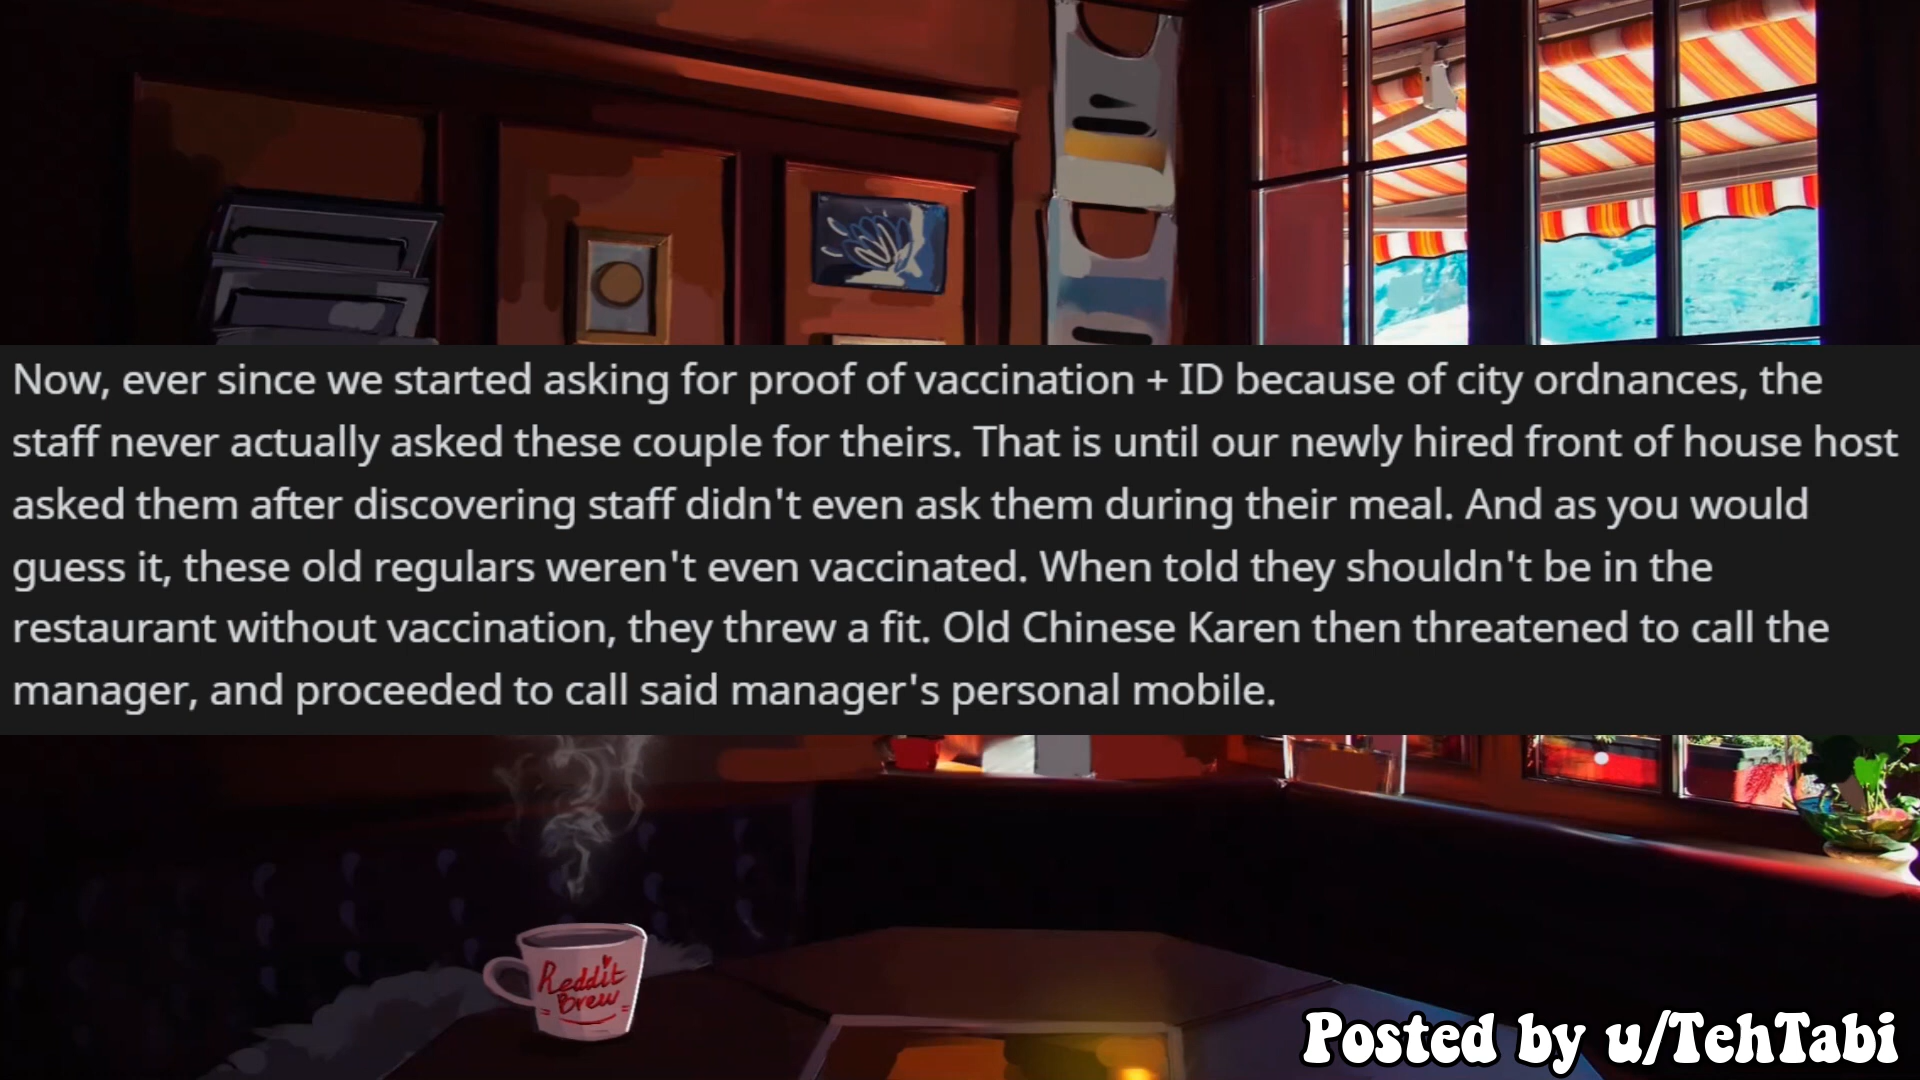 Now, ever since we started asking for proof of vaccination + ID because of city ordnances, the
staff never actually asked these couple for theirs. That is until our newly hired front of house host
asked them after discovering staff didn't even ask them during their meal. And as you would
guess it, these old regulars weren't even vaccinated. When told they shouldn't be in the
restaurant without vaccination, they threw a fit. Old Chinese Karen then threatened to call the
manager, and proceeded to call said manager's personal mobile.
Reddit
Brew
Posted by u/TehTabi